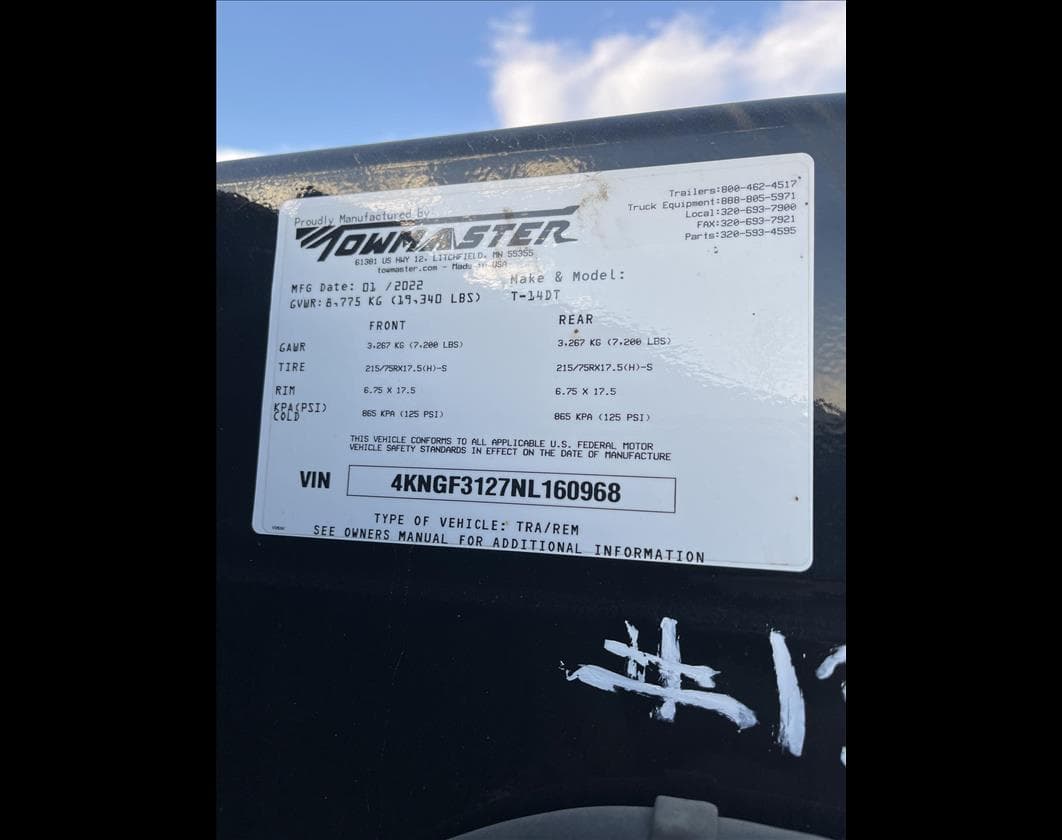 Proudly Manufactured by:
TOWMASTER
61381 US HWY 12, LITCHFIELD, MN 55355
towmaster.com - Made in USA
Trailers:800-462-4517
Truck Equipment:888-805-5971
Local:320-693-7900
FAX:320-693-7921
Parts:320-593-4595
MFG Date: 01 /2022
GVWR: 8,775 KG (19,340 LBS)
Make & Model:
T-14DT
FRONT REAR
GAWR 3,267 KG (7,200 LBS) 3,267 KG (7,200 LBS)
TIRE 215/75RX17.5(H)-S 215/75RX17.5(H)-S
RIM 6.75 X 17.5 6.75 X 17.5
KPA(PSI) COLD 865 KPA (125 PSI) 865 KPA (125 PSI)
THIS VEHICLE CONFORMS TO ALL APPLICABLE U.S. FEDERAL MOTOR
VEHICLE SAFETY STANDARDS IN EFFECT ON THE DATE OF MANUFACTURE
VIN 4KNGF3127NL160968
TYPE OF VEHICLE: TRA/REM
SEE OWNERS MANUAL FOR ADDITIONAL INFORMATION
#1